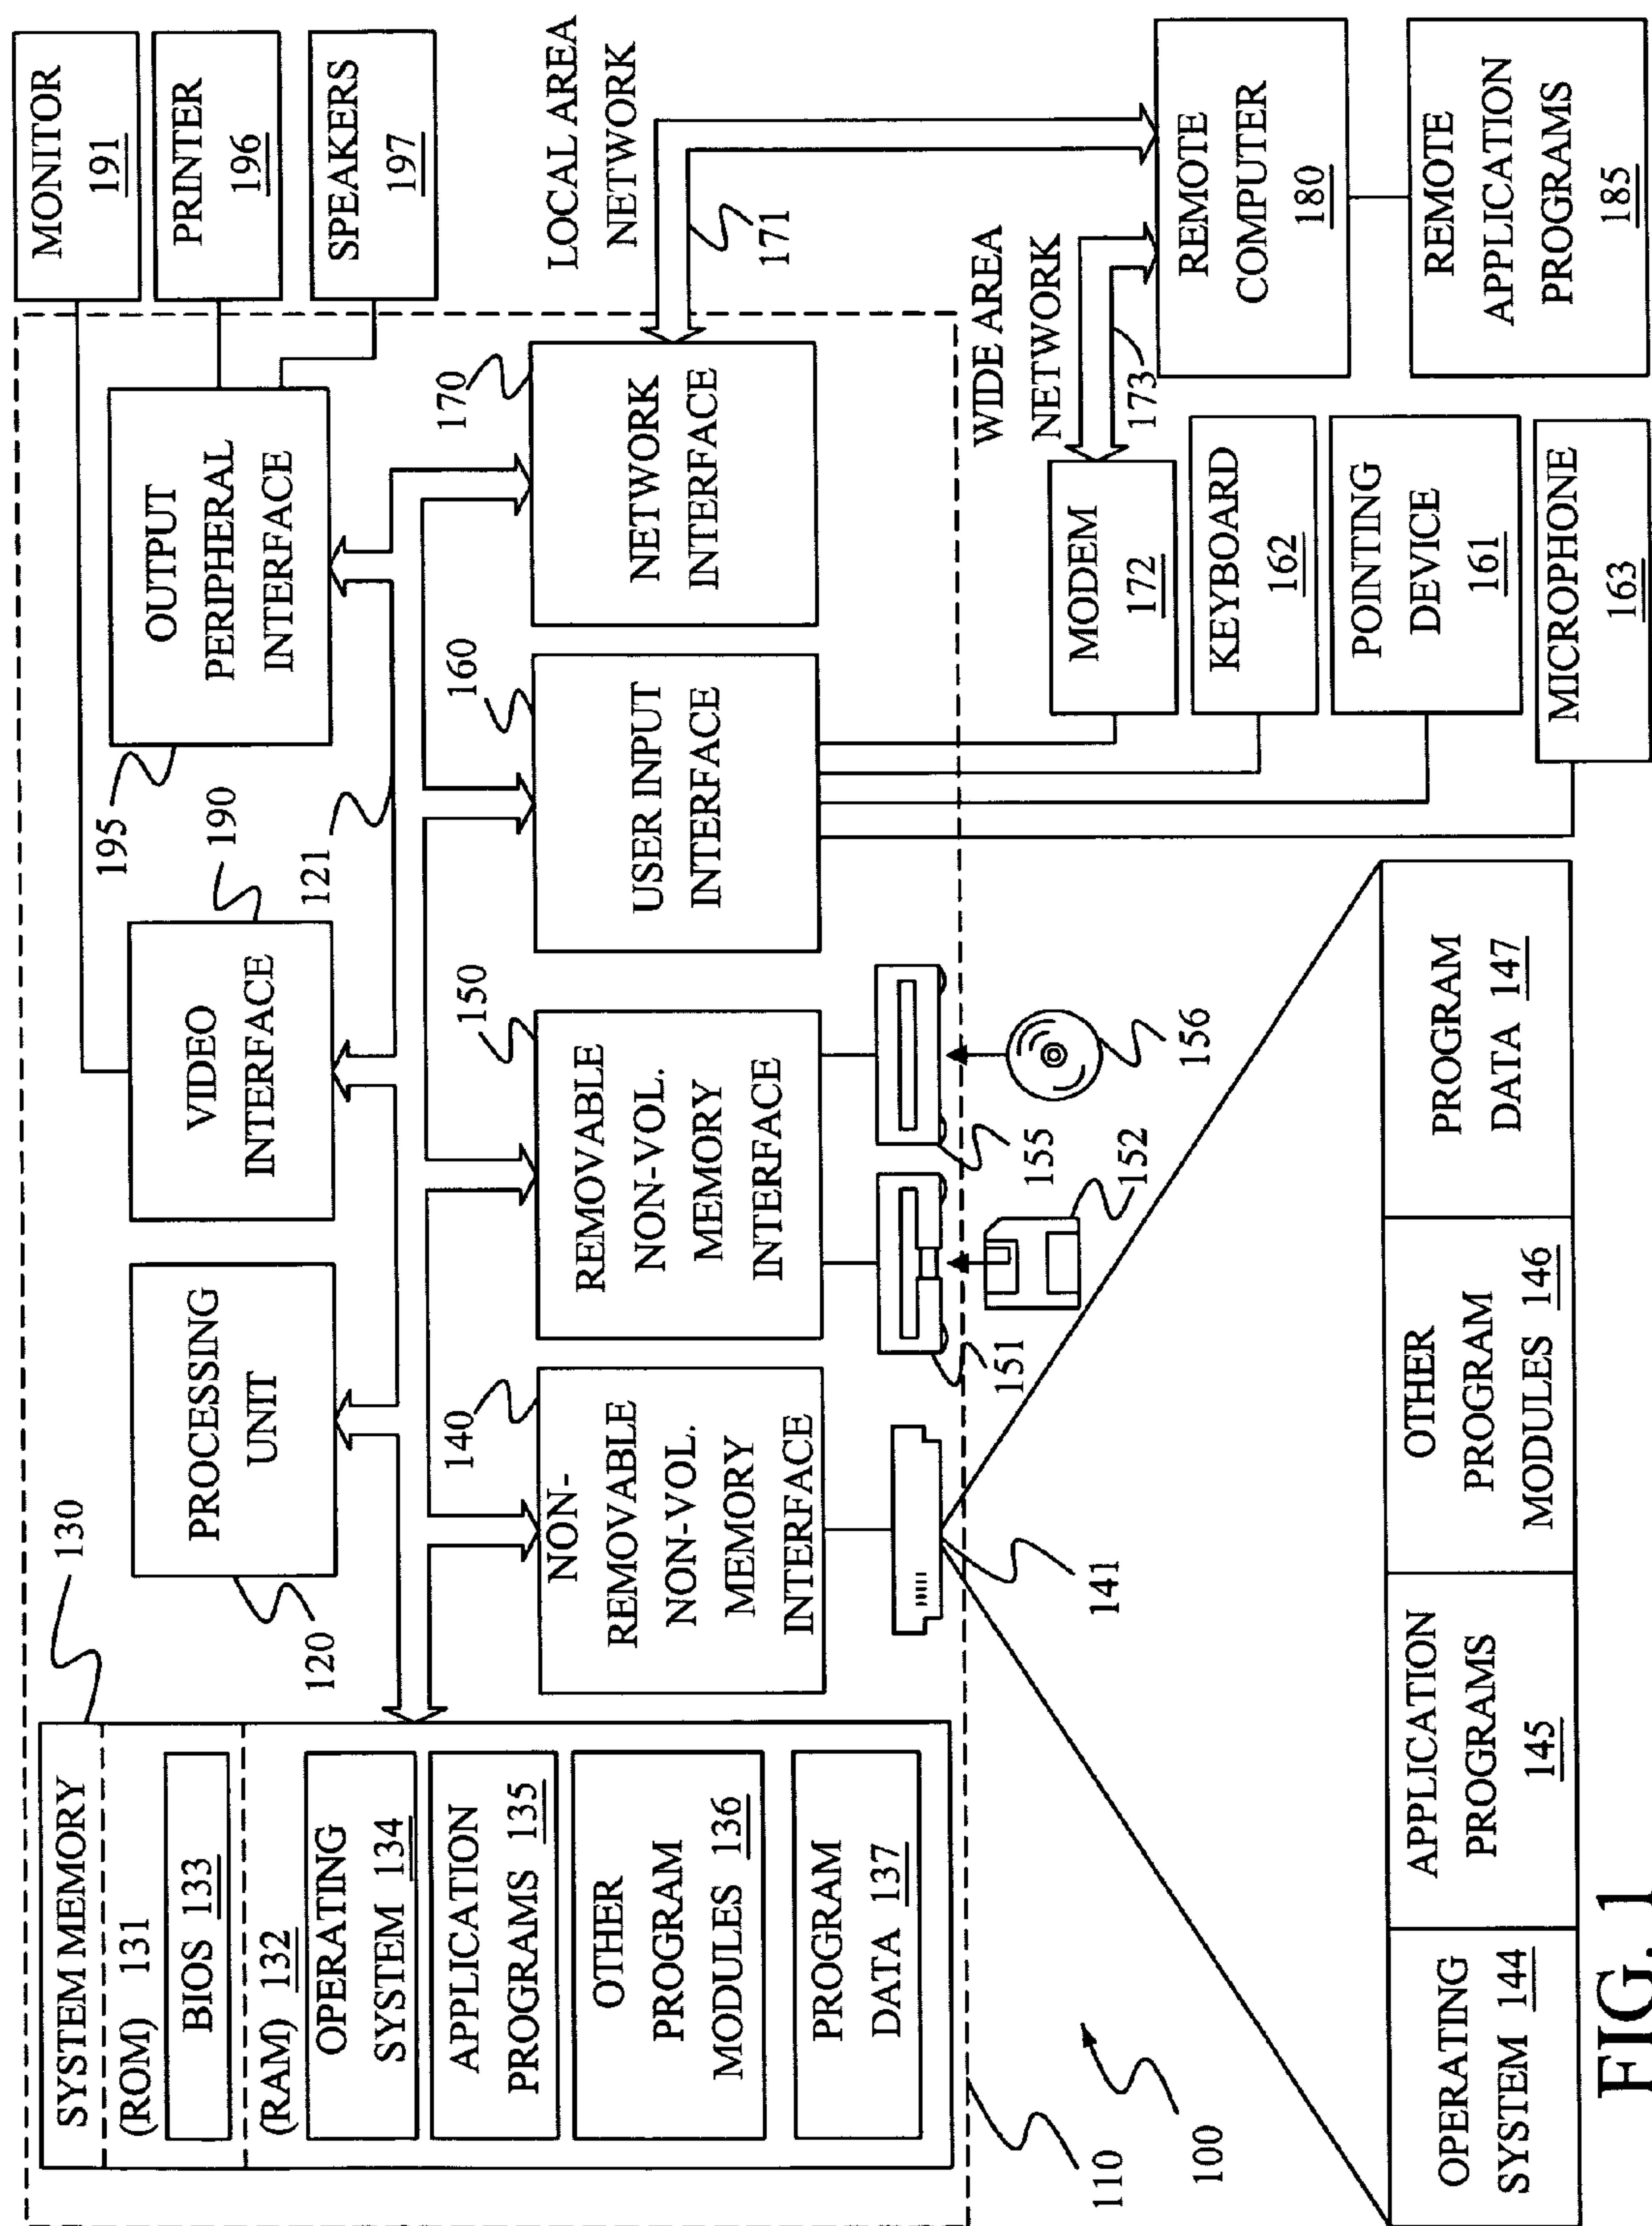 SYSTEM MEMORY
(ROM) 131
BIOS 133
(RAM) 132
OPERATING
SYSTEM 134
APPLICATION
PROGRAMS 135
OTHER
PROGRAM
MODULES 136
PROGRAM
DATA 137
130
PROCESSING
UNIT
120
VIDEO
INTERFACE
190
121
OUTPUT
PERIPHERAL
INTERFACE
195
MONITOR
191
PRINTER
196
SPEAKERS
197
NON-
REMOVABLE
NON-VOL.
MEMORY
INTERFACE
140
REMOVABLE
NON-VOL.
MEMORY
INTERFACE
150
USER INPUT
INTERFACE
160
NETWORK
INTERFACE
170
LOCAL AREA
NETWORK
171
141
151
152
155
156
WIDE AREA
NETWORK
173
MODEM
172
KEYBOARD
162
POINTING
DEVICE
161
MICROPHONE
163
REMOTE
COMPUTER
180
REMOTE
APPLICATION
PROGRAMS
185
110
100
OPERATING
SYSTEM 144
APPLICATION
PROGRAMS
145
OTHER
PROGRAM
MODULES 146
PROGRAM
DATA 147
FIG. 1